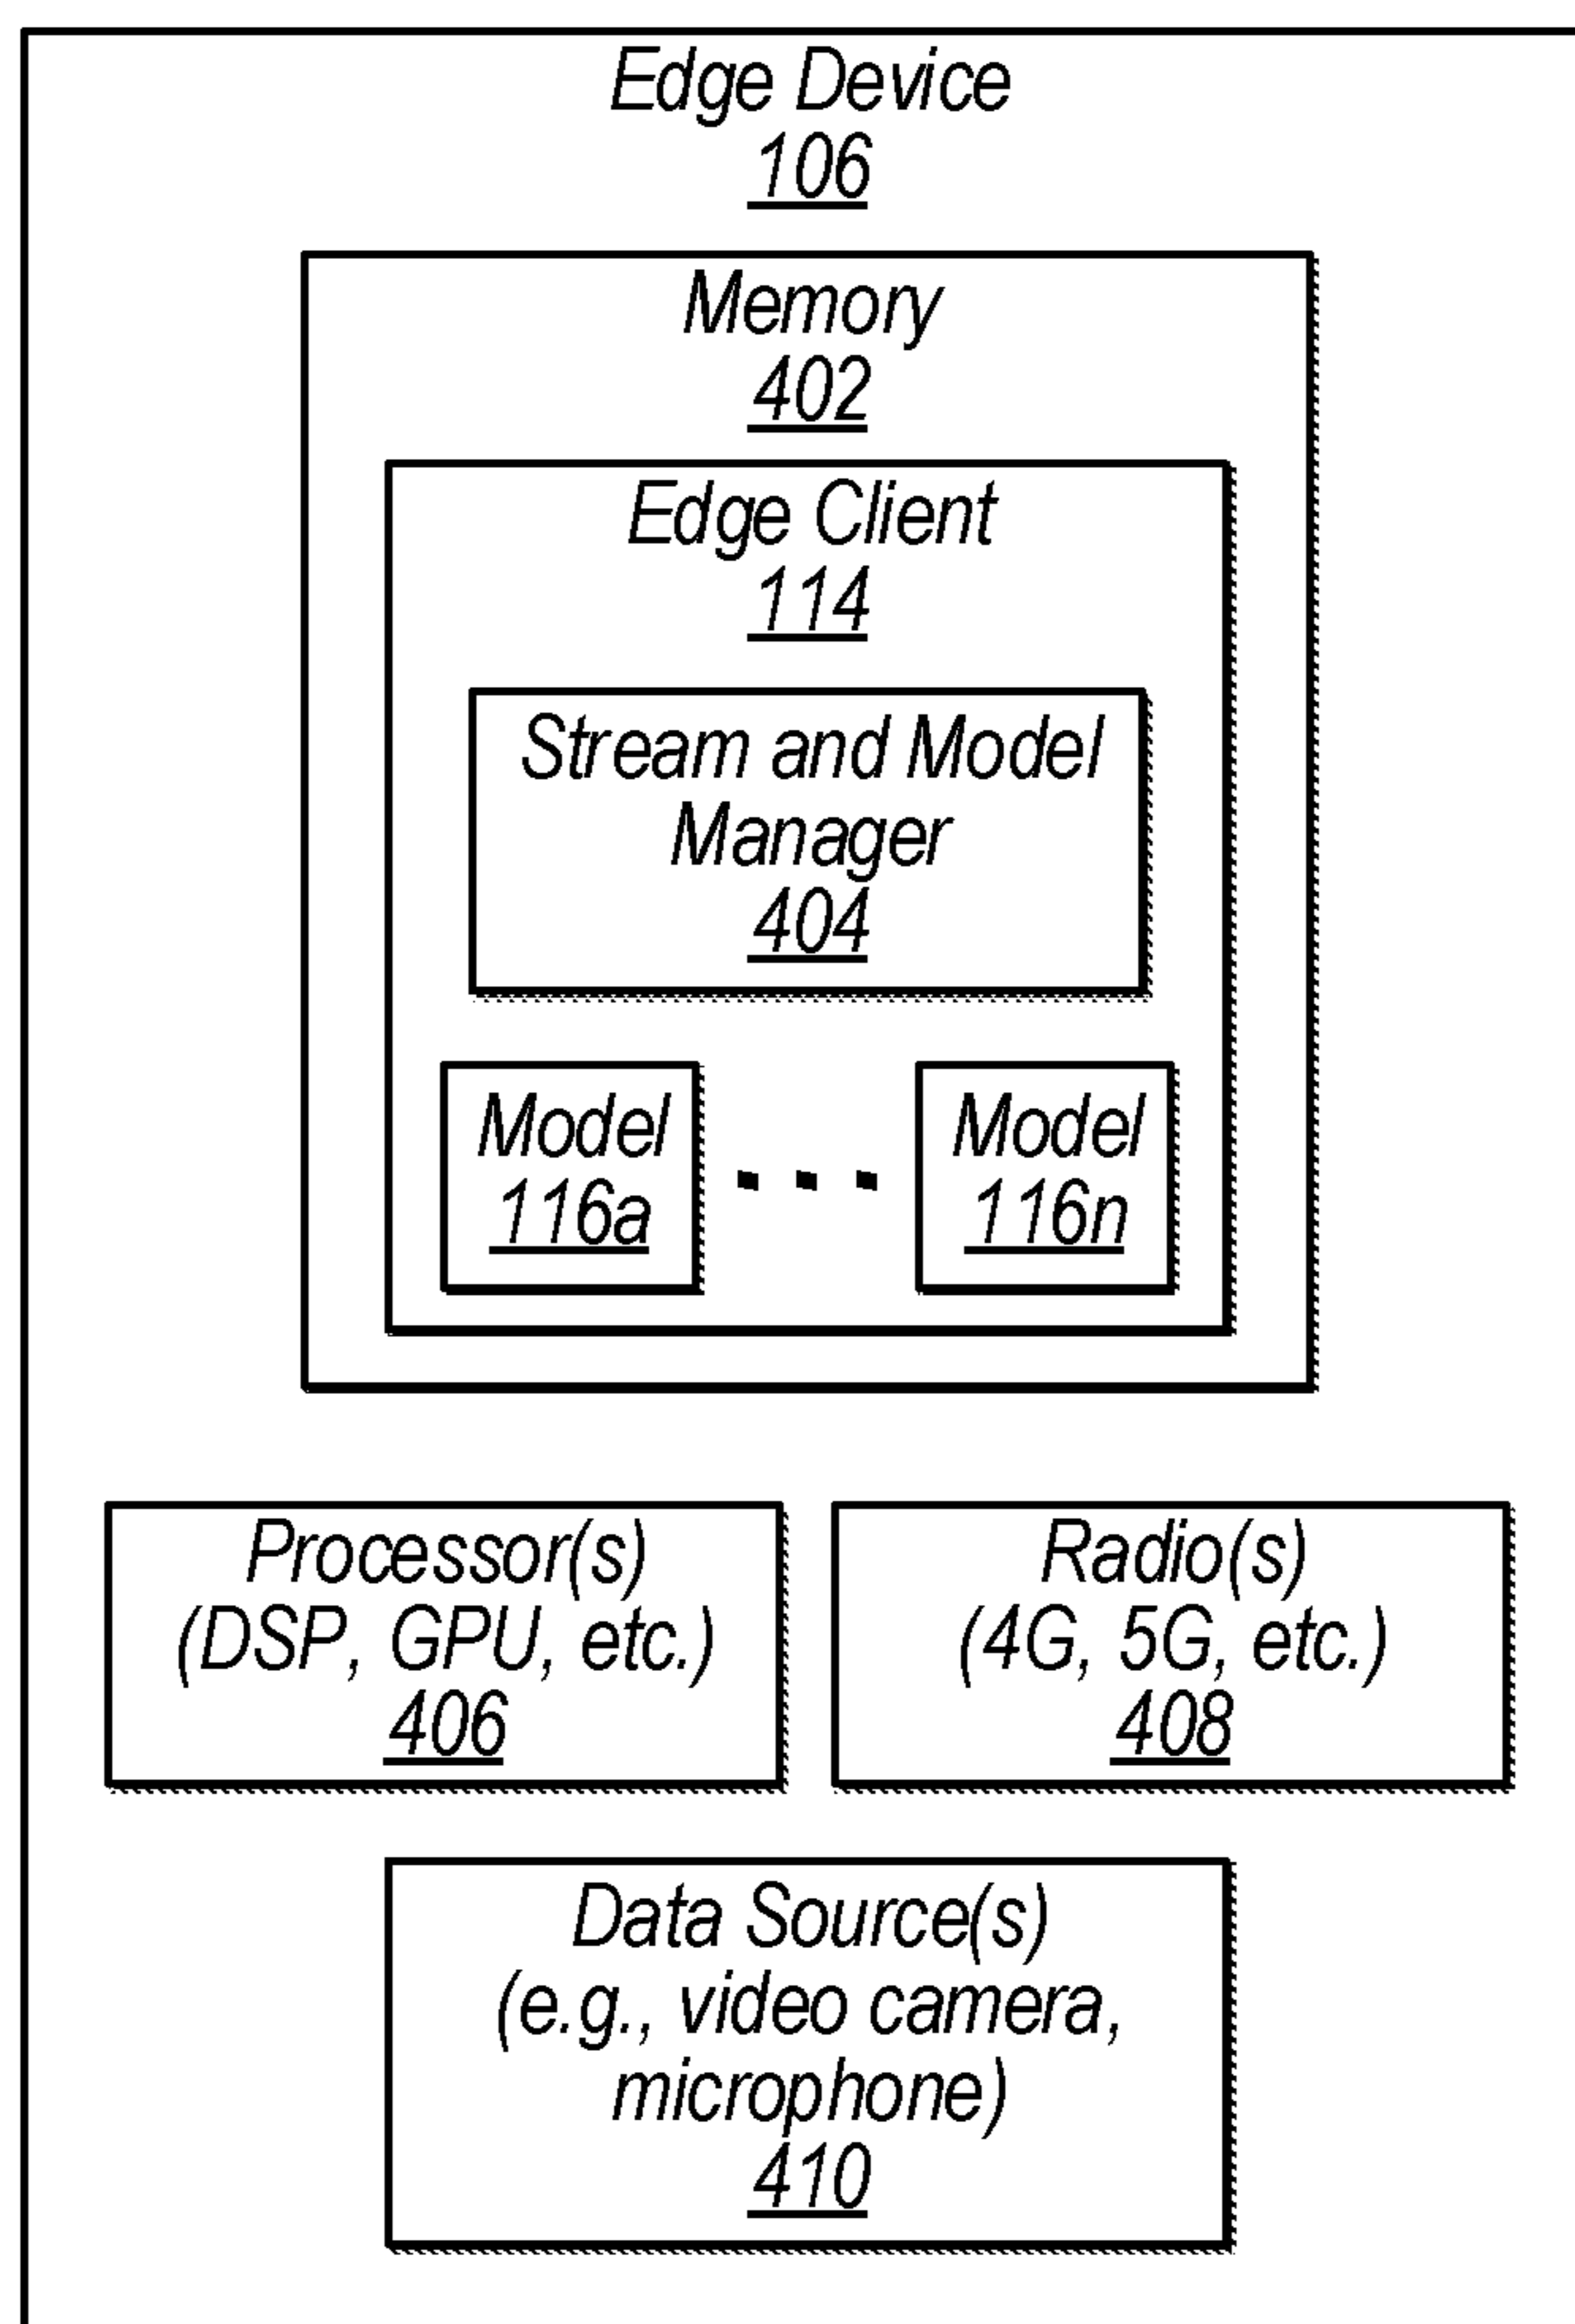 Edge Device
106
Memory
402
Edge Client
114
Stream and Model
Manager
404
Model
116a
Model
116n
Processor(s)
(DSP, GPU, etc.)
406
Radio(s)
(4G, 5G, etc.)
408
Data Source(s)
(e.g., video camera,
microphone)
410